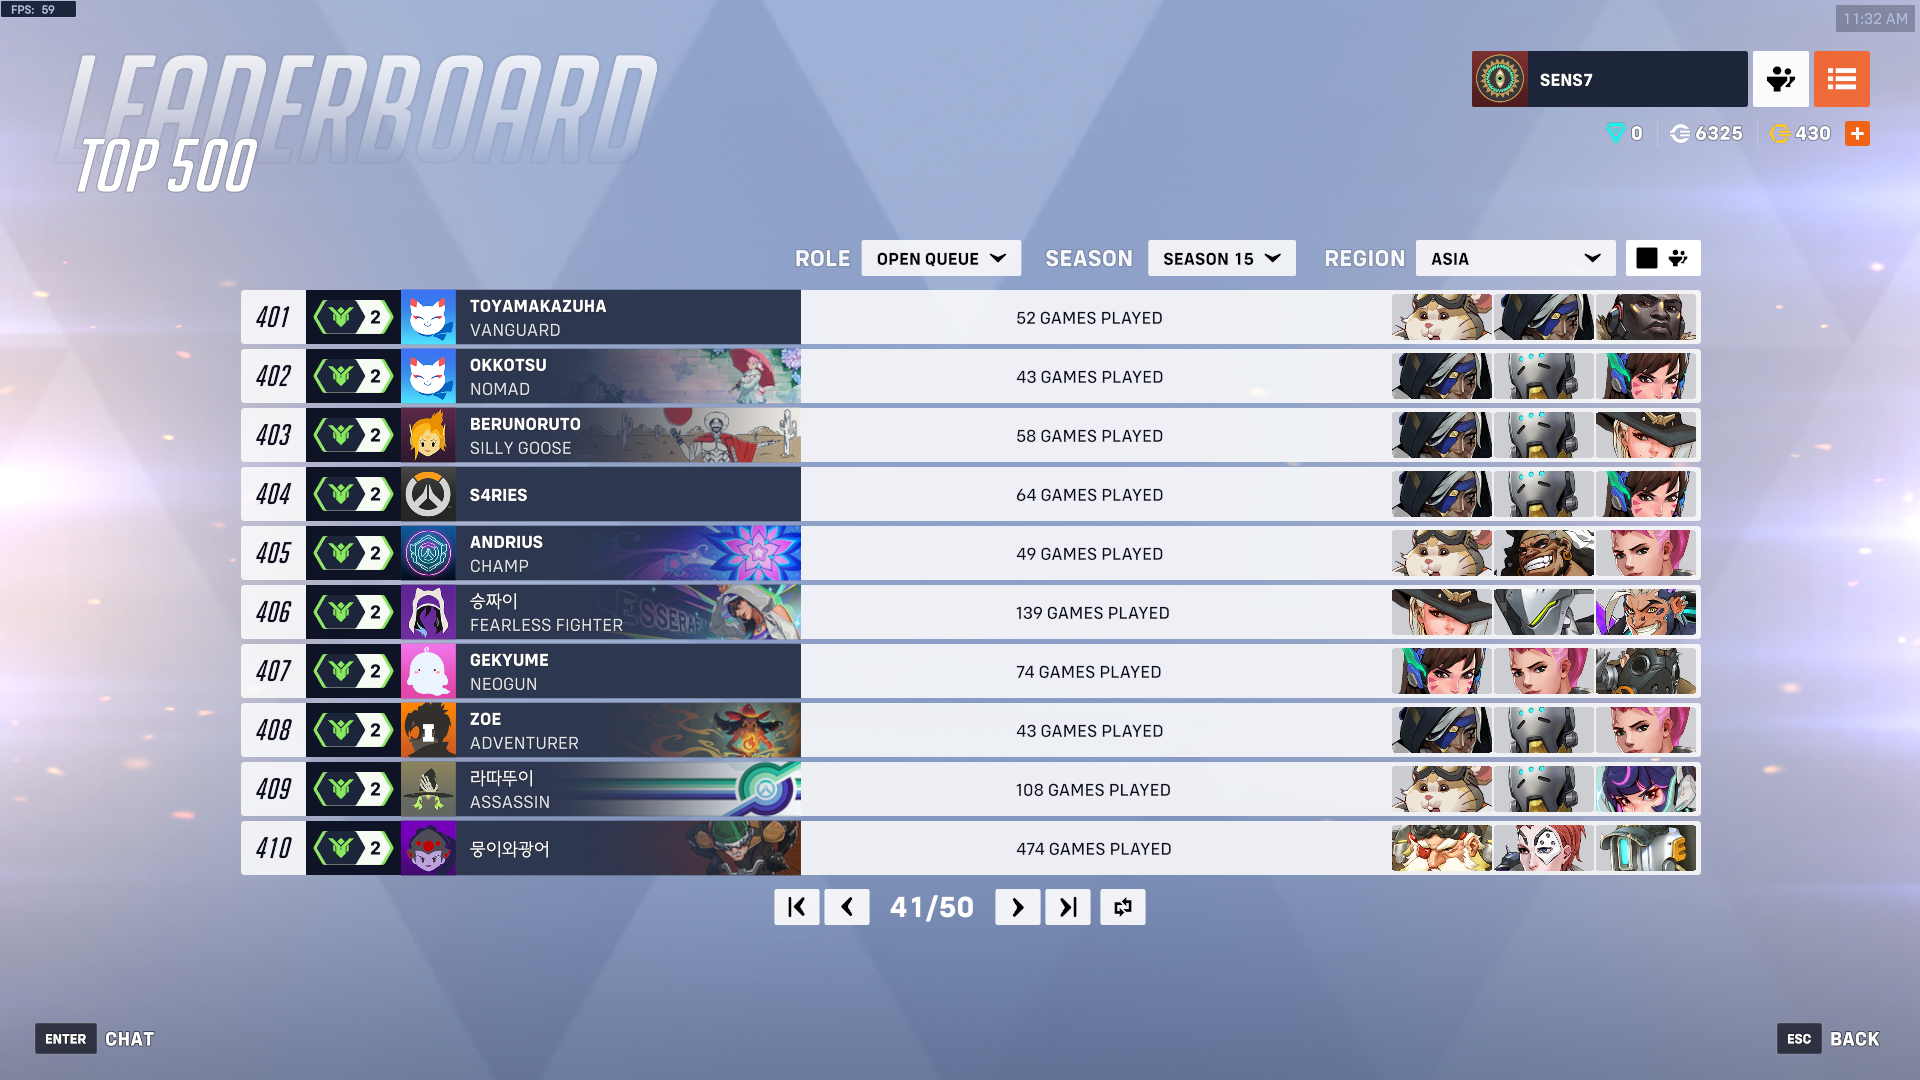 FPS: 59
11:32 AM
LEADERBOARD
TOP 500
SENS7
0 6325 430
ROLE OPEN QUEUE SEASON SEASON 15 REGION ASIA
401 2 TOYAMAKAZUHA
VANGUARD
52 GAMES PLAYED
402 2 OKKOTSU
NOMAD
43 GAMES PLAYED
403 2 BERUNORUTO
SILLY GOOSE
58 GAMES PLAYED
404 2 S4RIES
64 GAMES PLAYED
405 2 ANDRIUS
CHAMP
49 GAMES PLAYED
406 2 승짜이
FEARLESS FIGHTER
LESSERAFIM
139 GAMES PLAYED
407 2 GEKYUME
NEOGUN
74 GAMES PLAYED
408 2 ZOE
ADVENTURER
43 GAMES PLAYED
409 2 라따뚜이
ASSASSIN
108 GAMES PLAYED
410 2 뭉이와광어
474 GAMES PLAYED
41/50
ENTER CHAT
ESC BACK